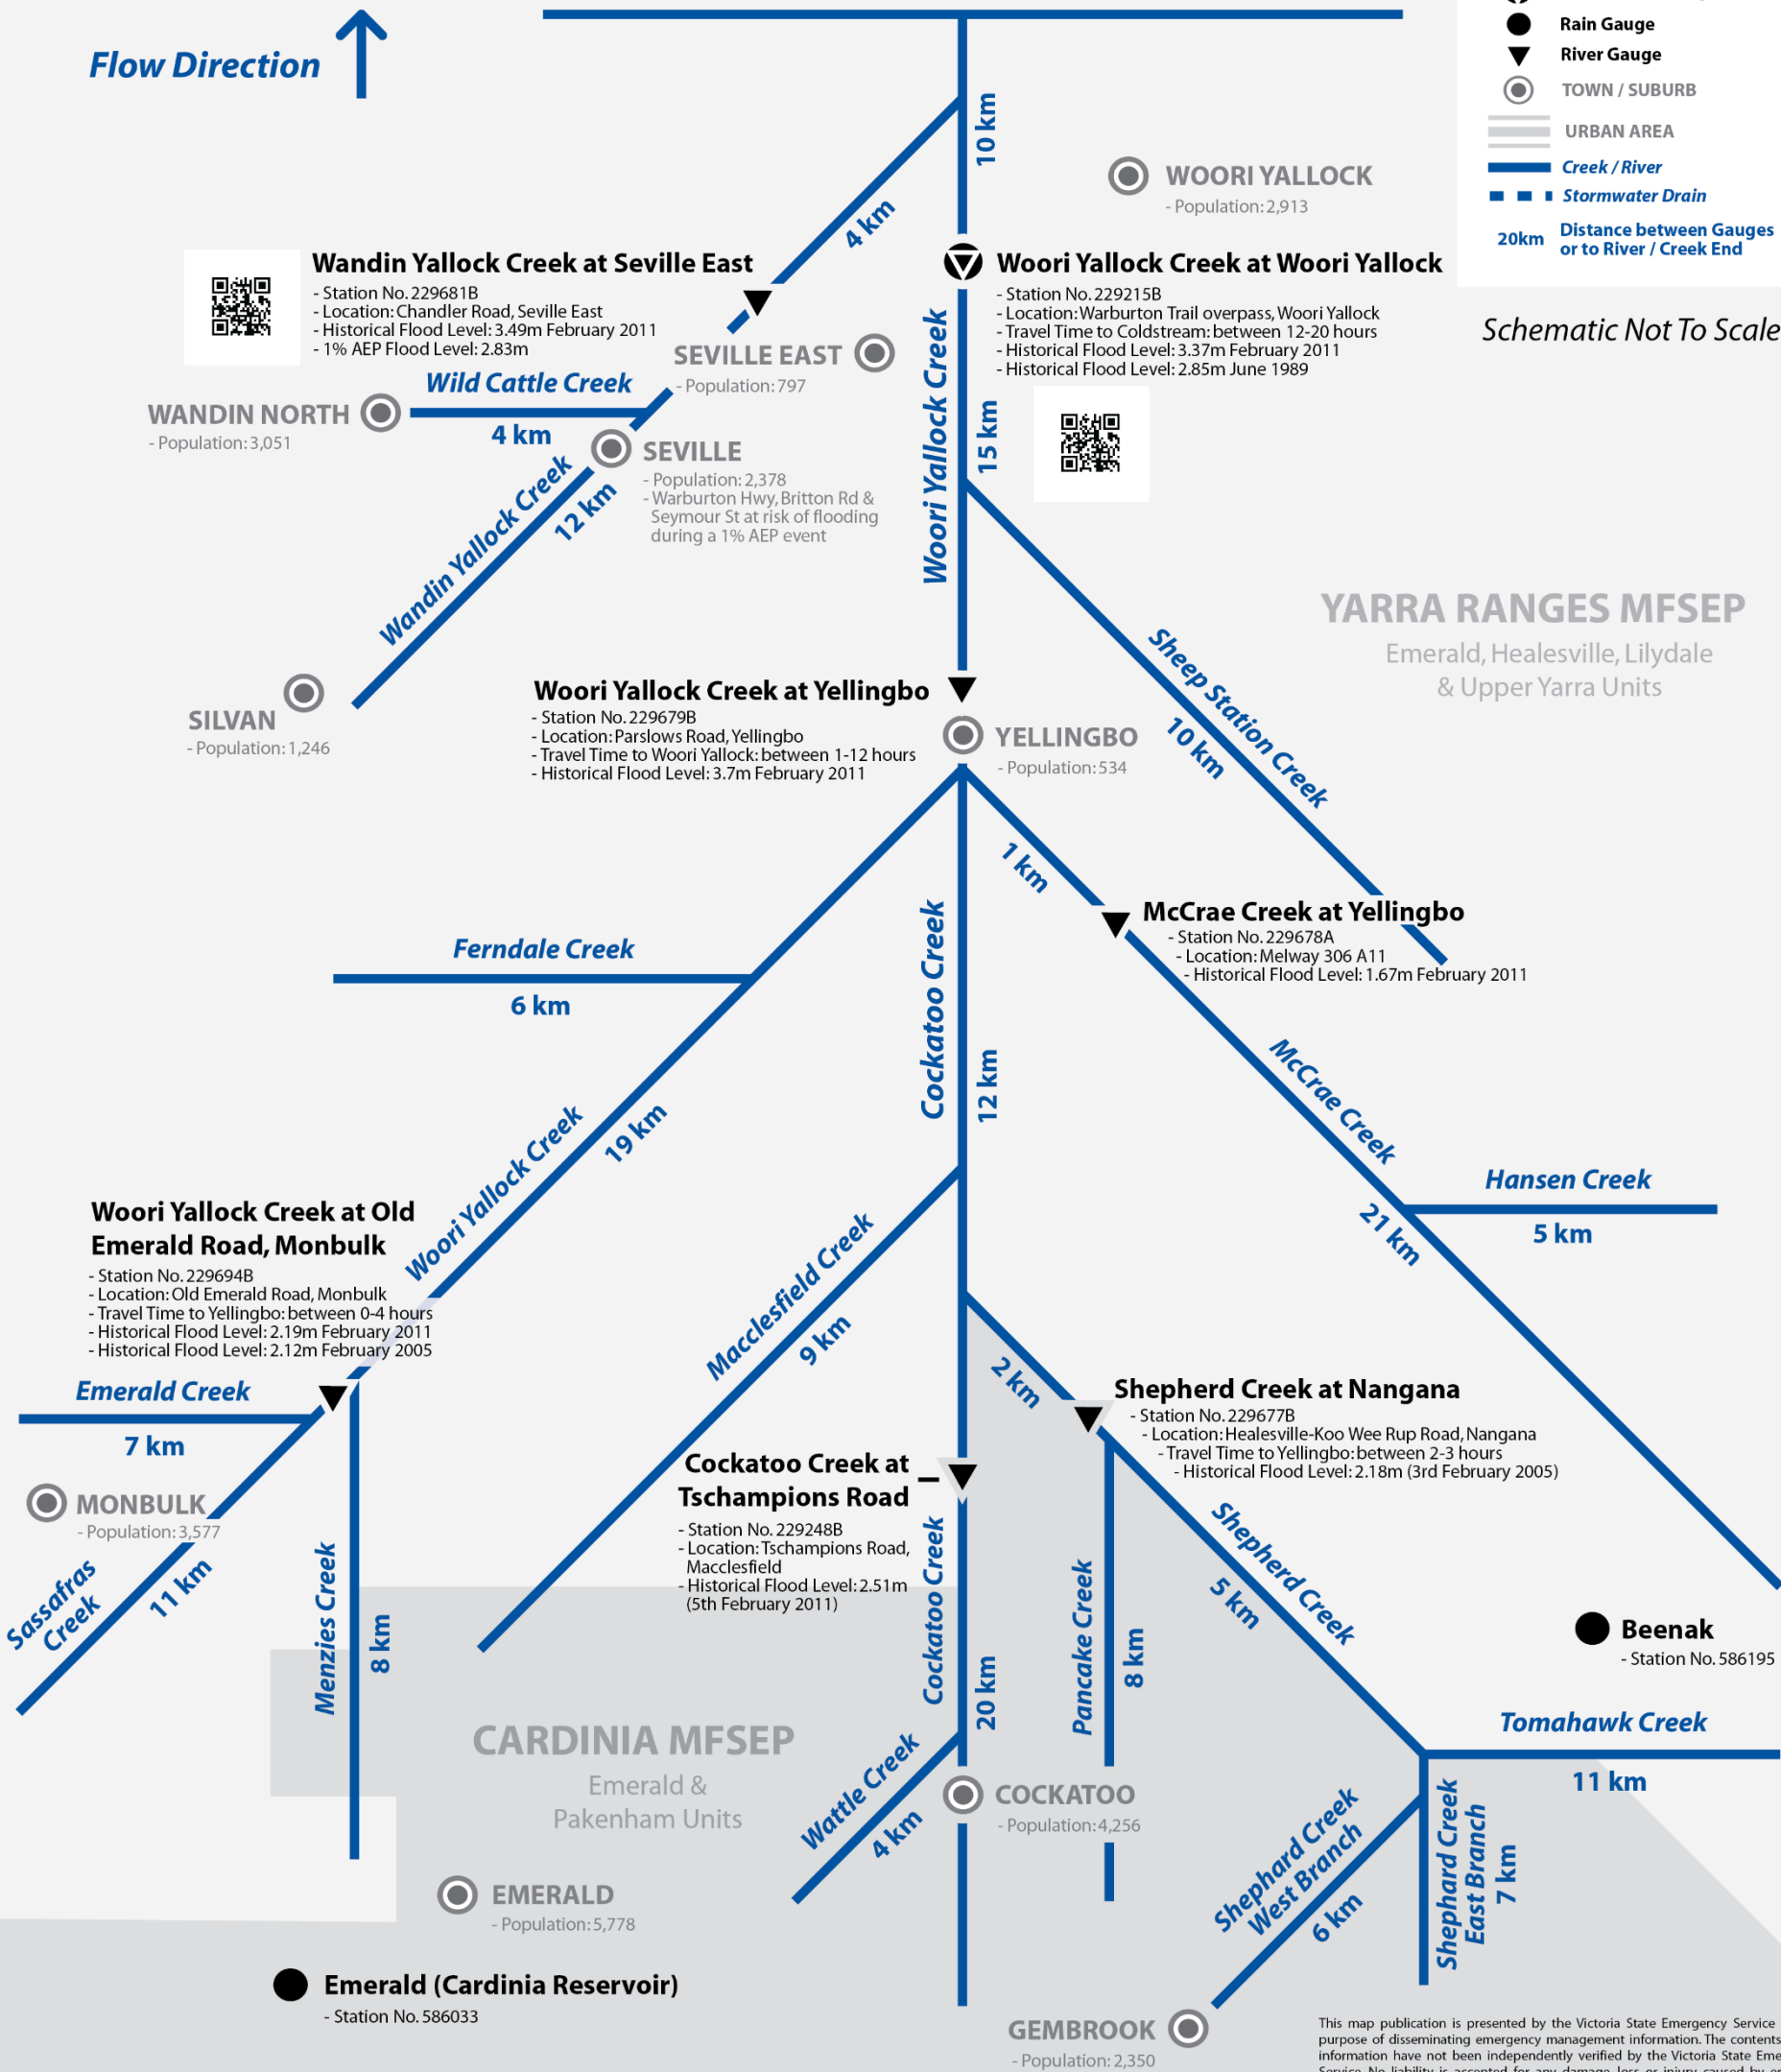 Flow Direction
Rain Gauge
River Gauge
TOWN / SUBURB
URBAN AREA
Creek / River
Stormwater Drain
20km
Distance between Gauges
or to River / Creek End
Schematic Not To Scale
10 km
4 km
WOORI YALLOCK
- Population: 2,913
Wandin Yallock Creek at Seville East
- Station No. 229681B
- Location: Chandler Road, Seville East
- Historical Flood Level: 3.49m February 2011
- 1% AEP Flood Level: 2.83m
Woori Yallock Creek at Woori Yallock
- Station No. 229215B
- Location: Warburton Trail overpass, Woori Yallock
- Travel Time to Coldstream: between 12-20 hours
- Historical Flood Level: 3.37m February 2011
- Historical Flood Level: 2.85m June 1989
SEVILLE EAST
- Population: 797
Wild Cattle Creek
4 km
WANDIN NORTH
- Population: 3,051
SEVILLE
- Population: 2,378
- Warburton Hwy, Britton Rd &
Seymour St at risk of flooding
during a 1% AEP event
Wandin Yallock Creek
12 km
Woori Yallock Creek
15 km
YARRA RANGES MFSEP
Emerald, Healesville, Lilydale
& Upper Yarra Units
Sheep Station Creek
10 km
SILVAN
- Population: 1,246
Woori Yallock Creek at Yellingbo
- Station No. 229679B
- Location: Parslows Road, Yellingbo
- Travel Time to Woori Yallock: between 1-12 hours
- Historical Flood Level: 3.7m February 2011
YELLINGBO
- Population: 534
1 km
McCrae Creek at Yellingbo
- Station No. 229678A
- Location: Melway 306 A11
- Historical Flood Level: 1.67m February 2011
Ferndale Creek
6 km
Cockatoo Creek
12 km
McCrae Creek
21 km
Hansen Creek
5 km
Woori Yallock Creek
19 km
Woori Yallock Creek at Old
Emerald Road, Monbulk
- Station No. 229694B
- Location: Old Emerald Road, Monbulk
- Travel Time to Yellingbo: between 0-4 hours
- Historical Flood Level: 2.19m February 2011
- Historical Flood Level: 2.12m February 2005
Macclesfield Creek
9 km
2 km
Shepherd Creek at Nangana
- Station No. 229677B
- Location: Healesville-Koo Wee Rup Road, Nangana
- Travel Time to Yellingbo: between 2-3 hours
- Historical Flood Level: 2.18m (3rd February 2005)
Emerald Creek
7 km
MONBULK
- Population: 3,577
Sassafras
Creek
11 km
Menzies Creek
8 km
Cockatoo Creek at
Tschampions Road
- Station No. 229248B
- Location: Tschampions Road,
Macclesfield
- Historical Flood Level: 2.51m
(5th February 2011)
Cockatoo Creek
20 km
Pancake Creek
8 km
Shepherd Creek
5 km
Beenak
- Station No. 586195
Tomahawk Creek
11 km
CARDINIA MFSEP
Emerald &
Pakenham Units
Wattle Creek
4 km
COCKATOO
- Population: 4,256
Shephard Creek
West Branch
6 km
Shephard Creek
East Branch
7 km
EMERALD
- Population: 5,778
Emerald (Cardinia Reservoir)
- Station No. 586033
GEMBROOK
- Population: 2,350
This map publication is presented by the Victoria State Emergency Service
purpose of disseminating emergency management information. The contents
information have not been independently verified by the Victoria State Eme
Service. No liability is accepted for any damage, loss or injury caused by